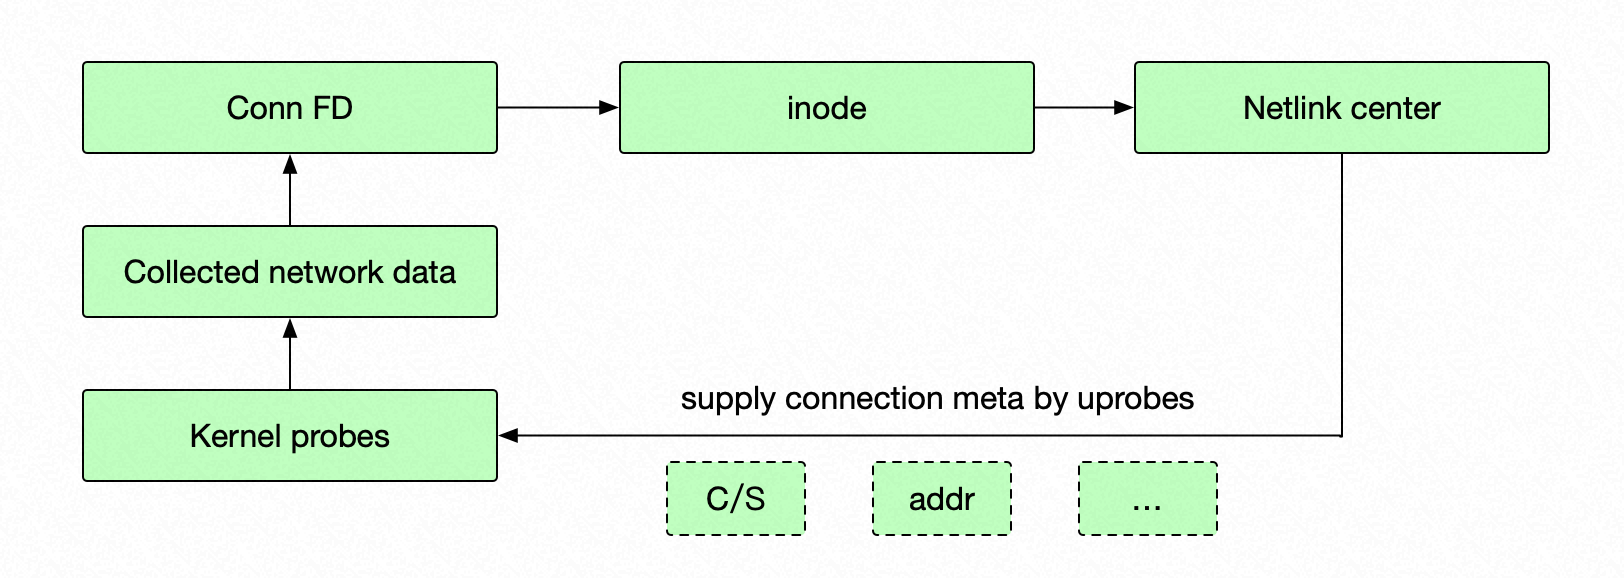 Conn FD
inode
Netlink center
Collected network data
supply connection meta by uprobes
Kernel probes
C/S
addr
...